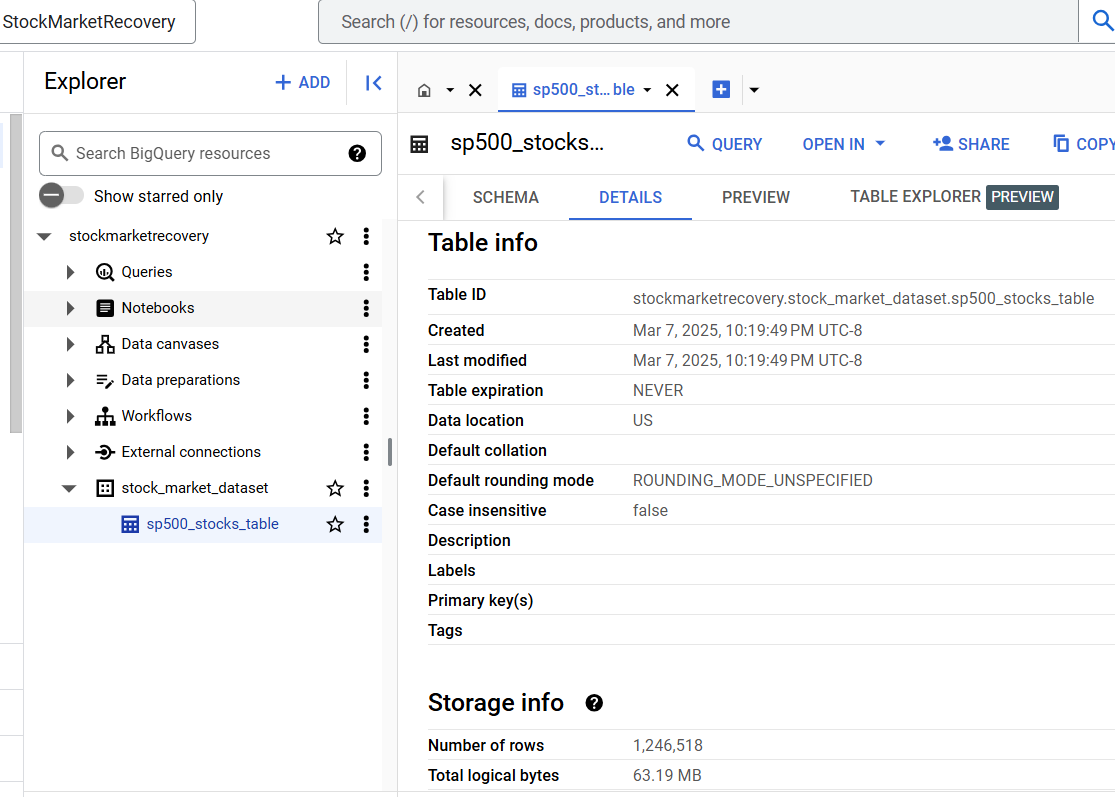 StockMarketRecovery
Search (/) for resources, docs, products, and more
Explorer
+ ADD
Search BigQuery resources
Show starred only
stockmarketrecovery
Queries
Notebooks
Data canvases
Data preparations
Workflows
External connections
stock_market_dataset
sp500_stocks_table
sp500_st... ble
sp500_stocks...
QUERY
OPEN IN
SHARE
COPY
SCHEMA
DETAILS
PREVIEW
TABLE EXPLORER PREVIEW
Table info
Table ID stockmarketrecovery.stock_market_dataset.sp500_stocks_table
Created Mar 7, 2025, 10:19:49 PM UTC-8
Last modified Mar 7, 2025, 10:19:49 PM UTC-8
Table expiration NEVER
Data location US
Default collation
Default rounding mode ROUNDING_MODE_UNSPECIFIED
Case insensitive false
Description
Labels
Primary key(s)
Tags
Storage info
Number of rows 1,246,518
Total logical bytes 63.19 MB